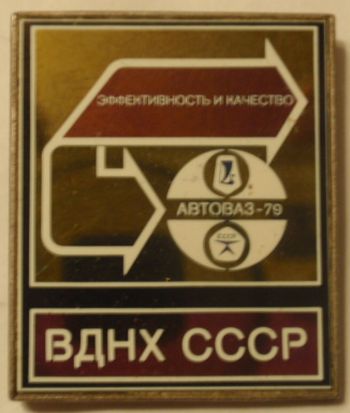 ЭФФЕКТИВНОСТЬ И КАЧЕСТВО
АВТОВАЗ-79
СССР
ВДНХ СССР